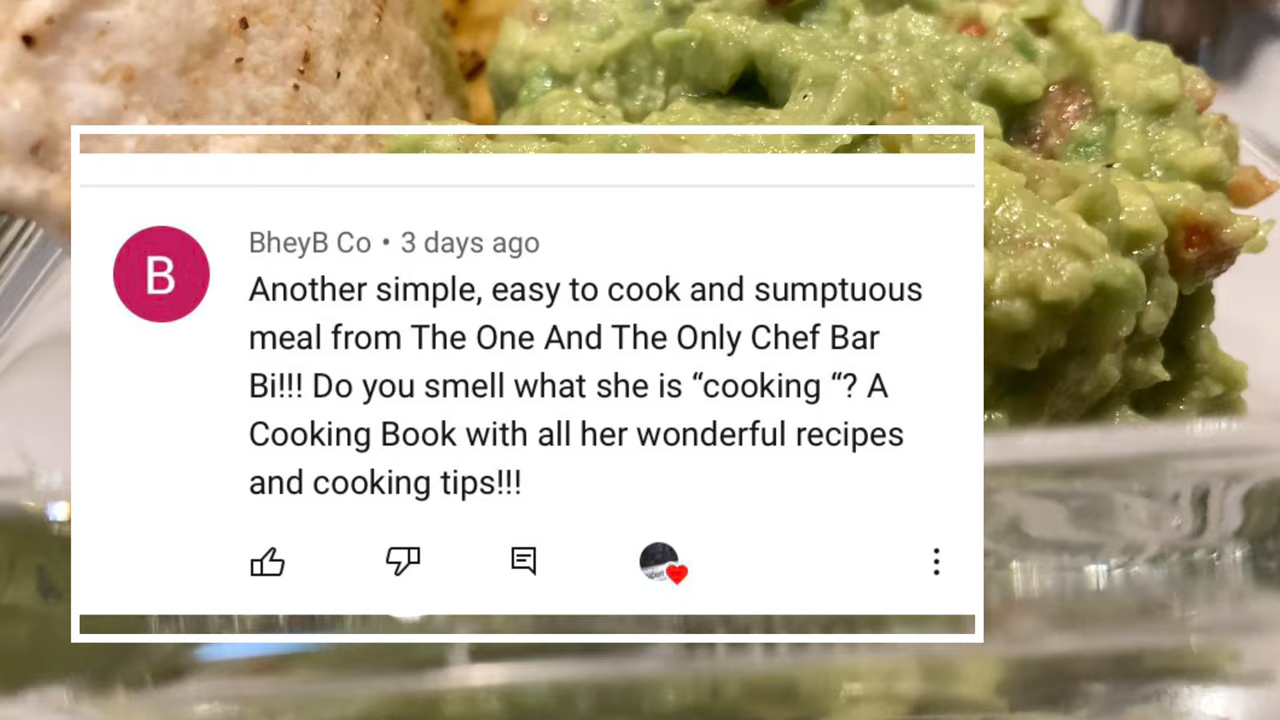 B
BheyB Co • 3 days ago
Another simple, easy to cook and sumptuous
meal from The One And The Only Chef Bar
Bi!!! Do you smell what she is “cooking “? A
Cooking Book with all her wonderful recipes
and cooking tips!!!